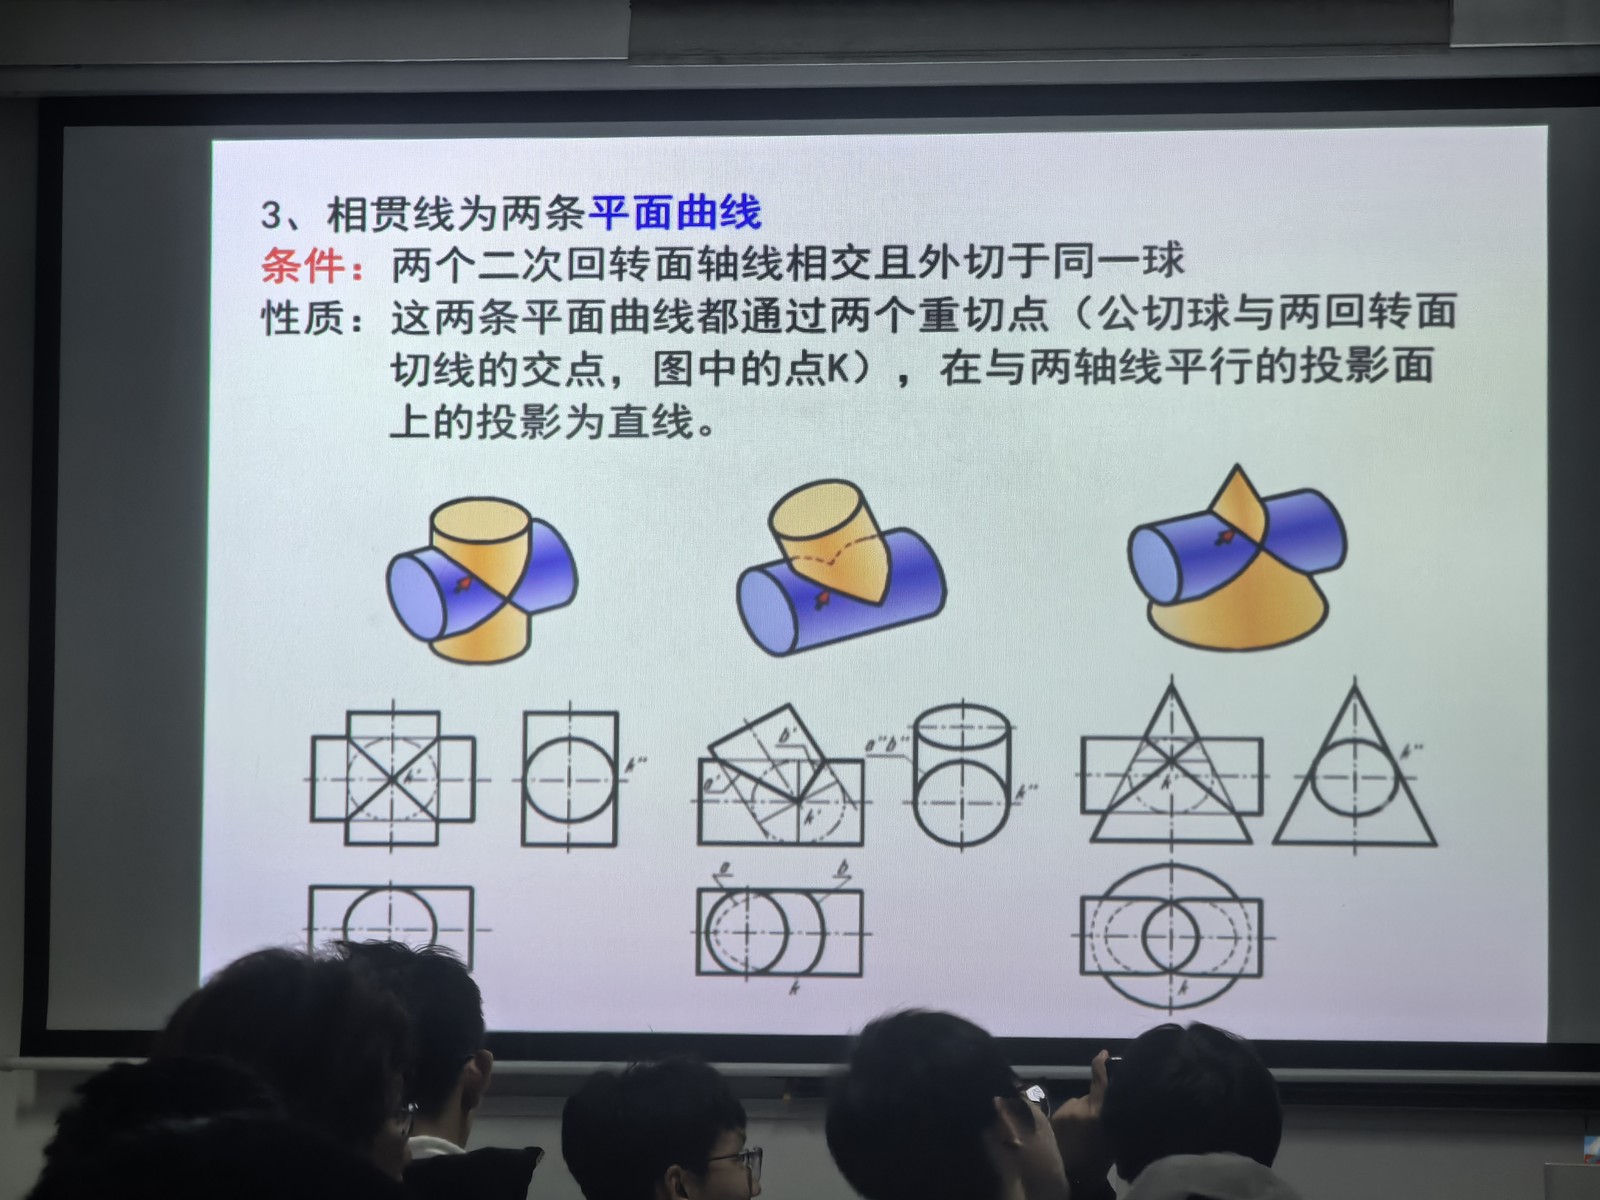 3、相贯线为两条平面曲线
条件：两个二次回转面轴线相交且外切于同一球
性质：这两条平面曲线都通过两个重切点（公切球与两回转面
切线的交点，图中的点K），在与两轴线平行的投影面
上的投影为直线。
k' k" a' b' k' a"b" k" k' k"
a b
k k